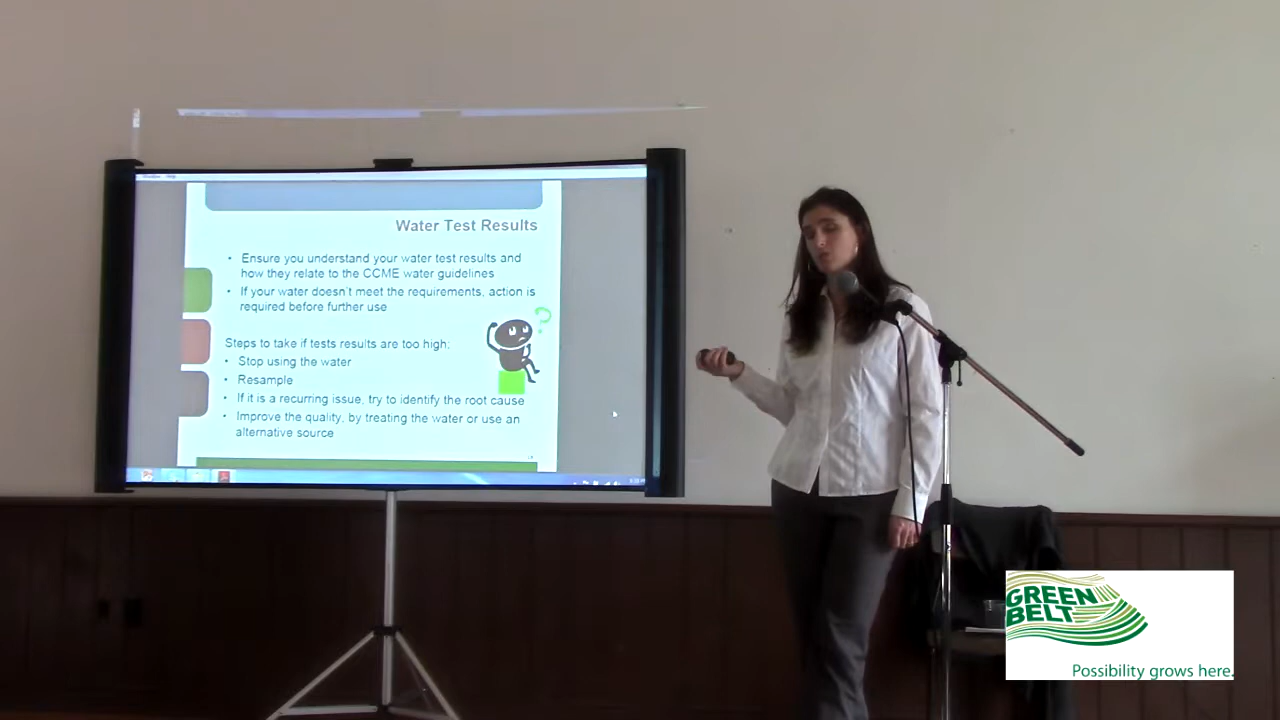 Window Help
Water Test Results
• Ensure you understand your water test results and
how they relate to the CCME water guidelines
• If your water doesn't meet the requirements, action is
required before further use
Steps to take if tests results are too high;
• Stop using the water
• Resample
• If it is a recurring issue, try to identify the root cause
• Improve the quality, by treating the water or use an
alternative source
GREEN
BELT
Possibility grows here.